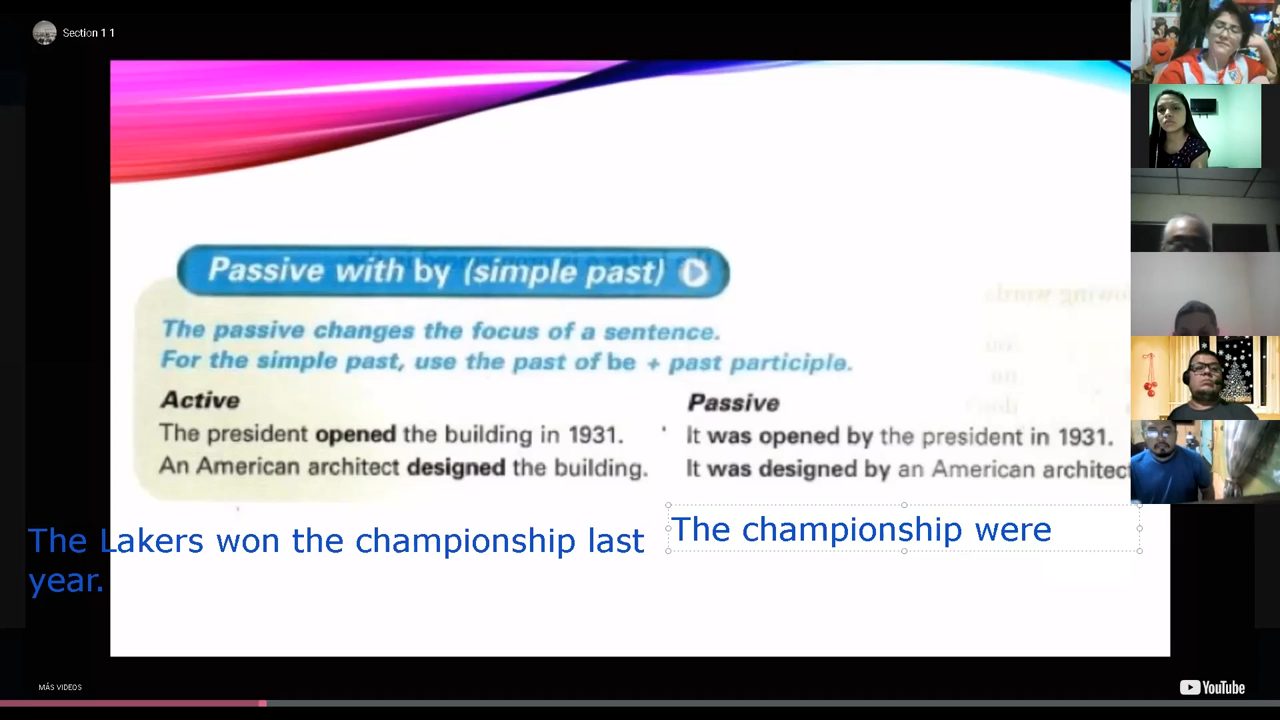 Section 1 1
Passive with by (simple past)
The passive changes the focus of a sentence.
For the simple past, use the past of be + past participle.
Active
Passive
The president opened the building in 1931.
It was opened by the president in 1931.
An American architect designed the building.
It was designed by an American architect
The Lakers won the championship last
year.
The championship were
MÁS VIDEOS
YouTube